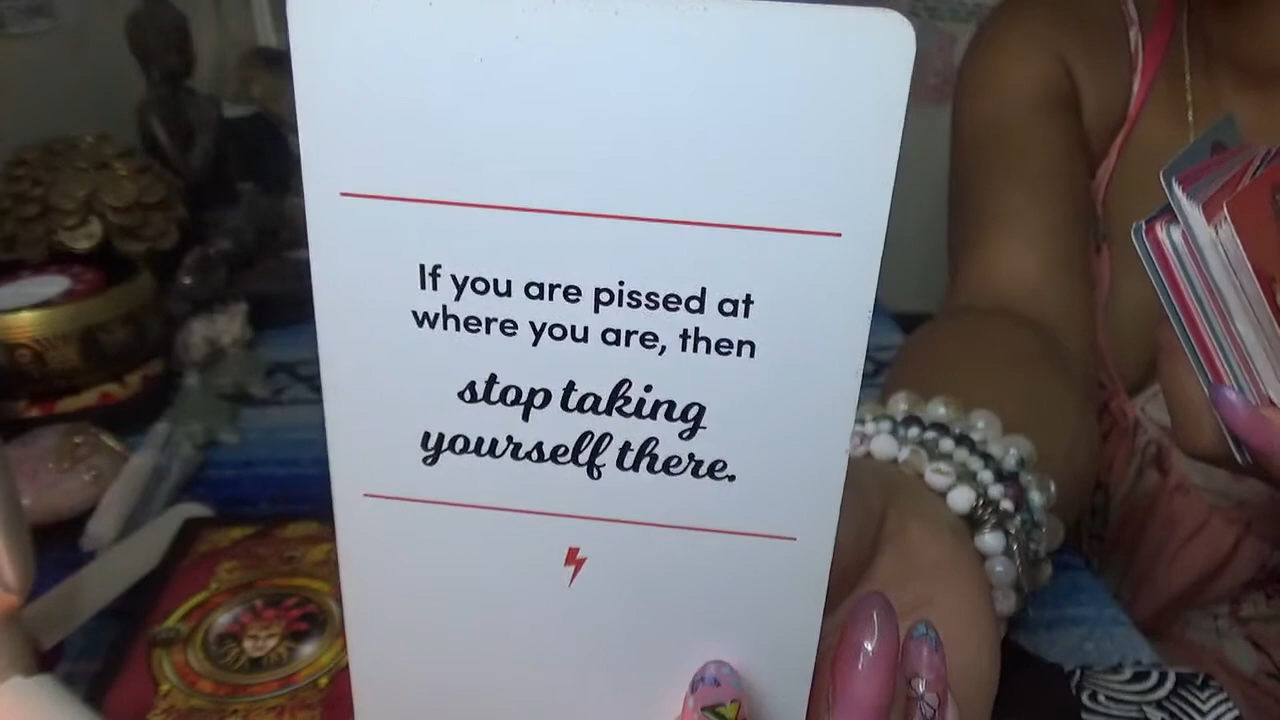 If you are pissed at
where you are, then
stop taking
yourself there.